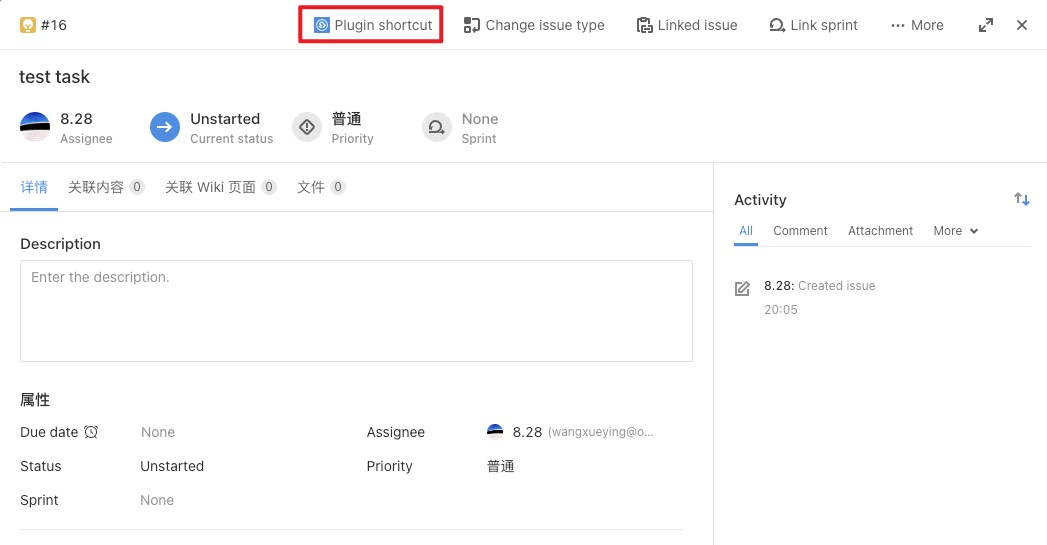 #16 Plugin shortcut Change issue type Linked issue Link sprint ··· More
test task
8.28 Unstarted 普通 None
Assignee Current status Priority Sprint
详情 关联内容 0 关联 Wiki 页面 0 文件 0
Description
Enter the description.
属性
Due date None Assignee 8.28 (wangxueying@o...
Status Unstarted Priority 普通
Sprint None
Activity
All Comment Attachment More
8.28: Created issue
20:05